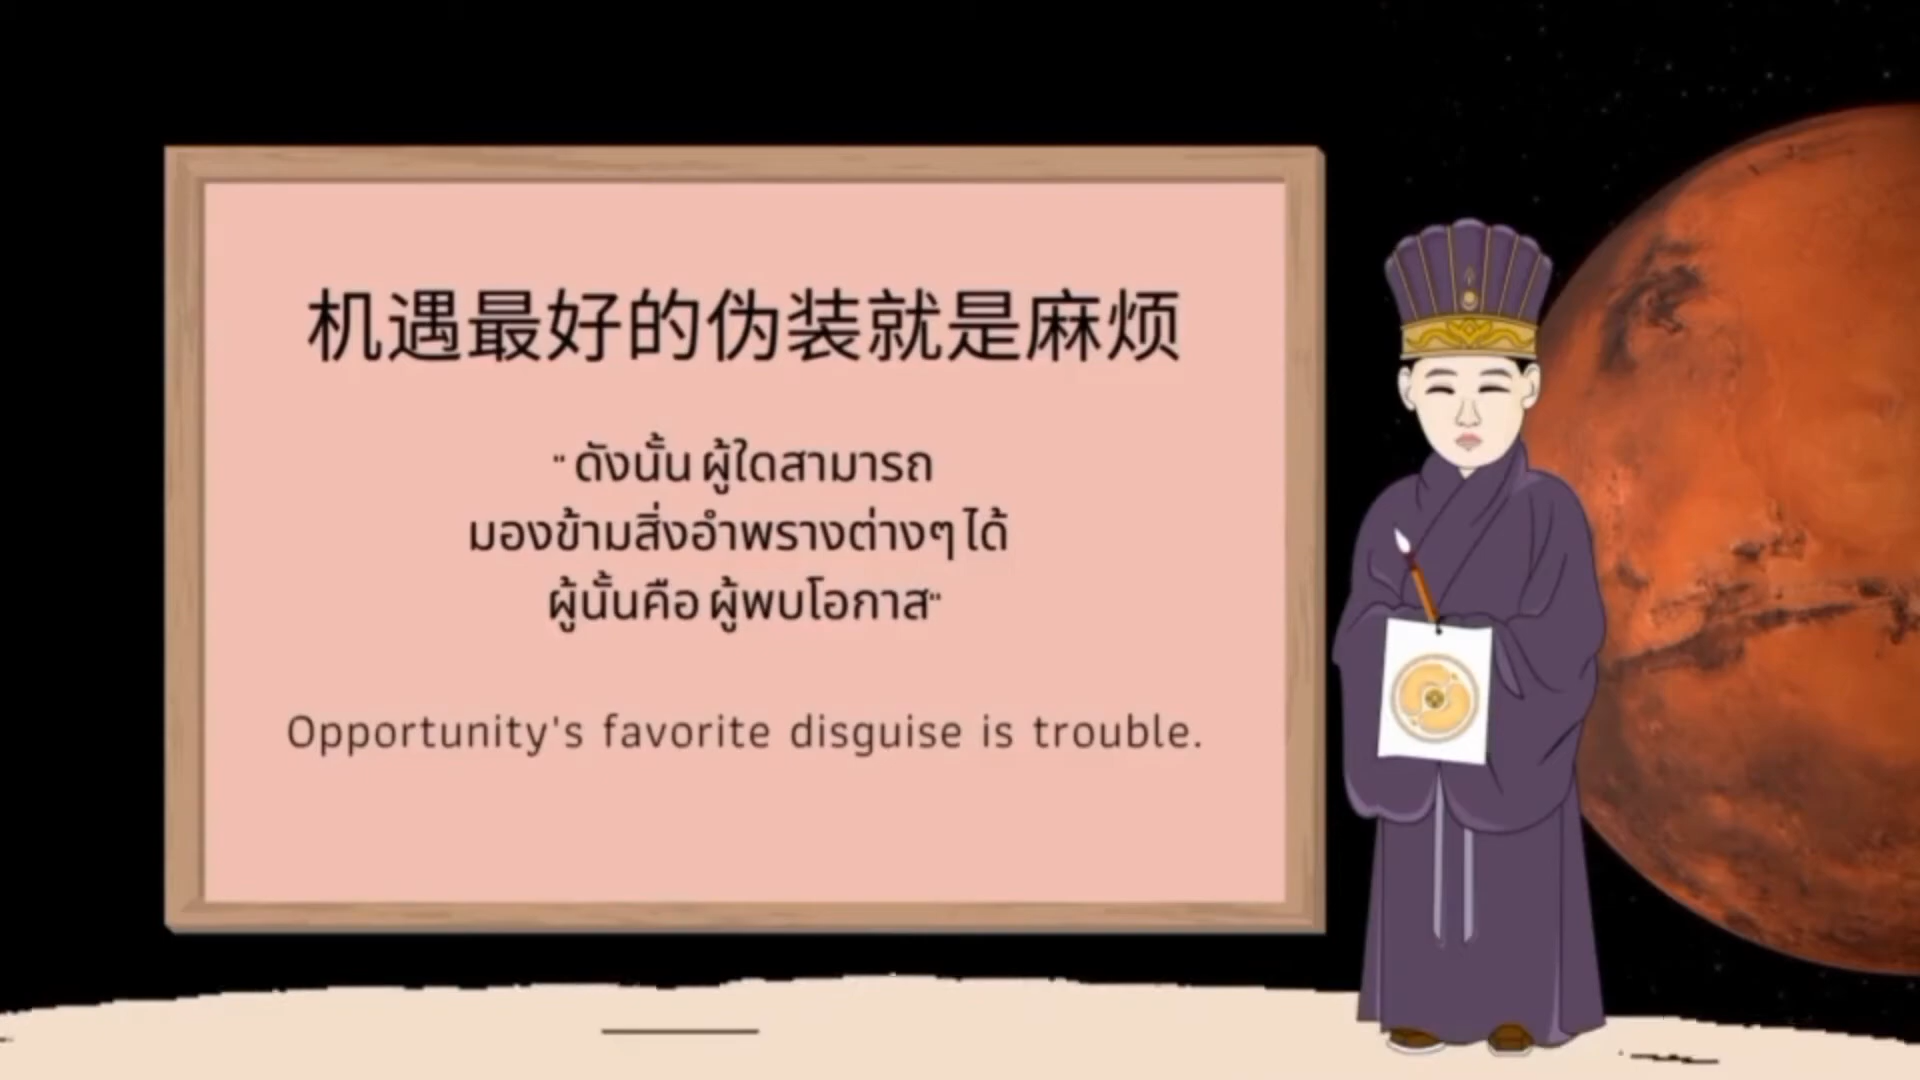 机遇最好的伪装就是麻烦
" ดังนั้น ผู้ใดสามารถ
มองข้ามสิ่งอำพรางต่างๆ ได้
ผู้นั้นคือ ผู้พบโอกาส"
Opportunity's favorite disguise is trouble.